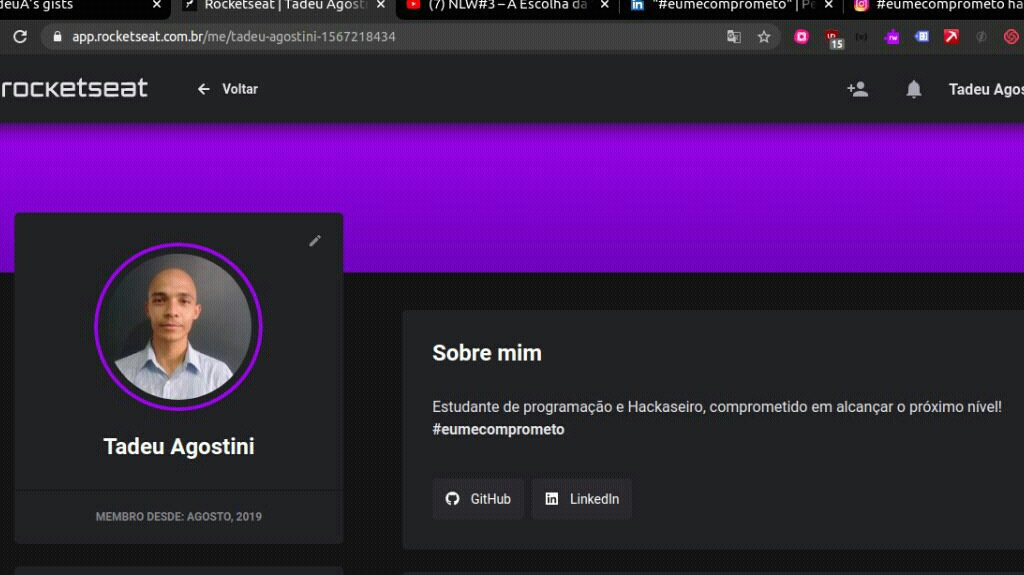 deuA's gists
Rocketseat | Tadeu Agosti
(7) NLW#3 – A Escolha da
"#eumecomprometo" | Pe
#eumecomprometo ha
app.rocketseat.com.br/me/tadeu-agostini-1567218434
15
rocketseat
Voltar
Tadeu Agos
Sobre mim
Estudante de programação e Hackaseiro, comprometido em alcançar o próximo nível!
#eumecomprometo
GitHub
LinkedIn
Tadeu Agostini
MEMBRO DESDE: AGOSTO, 2019